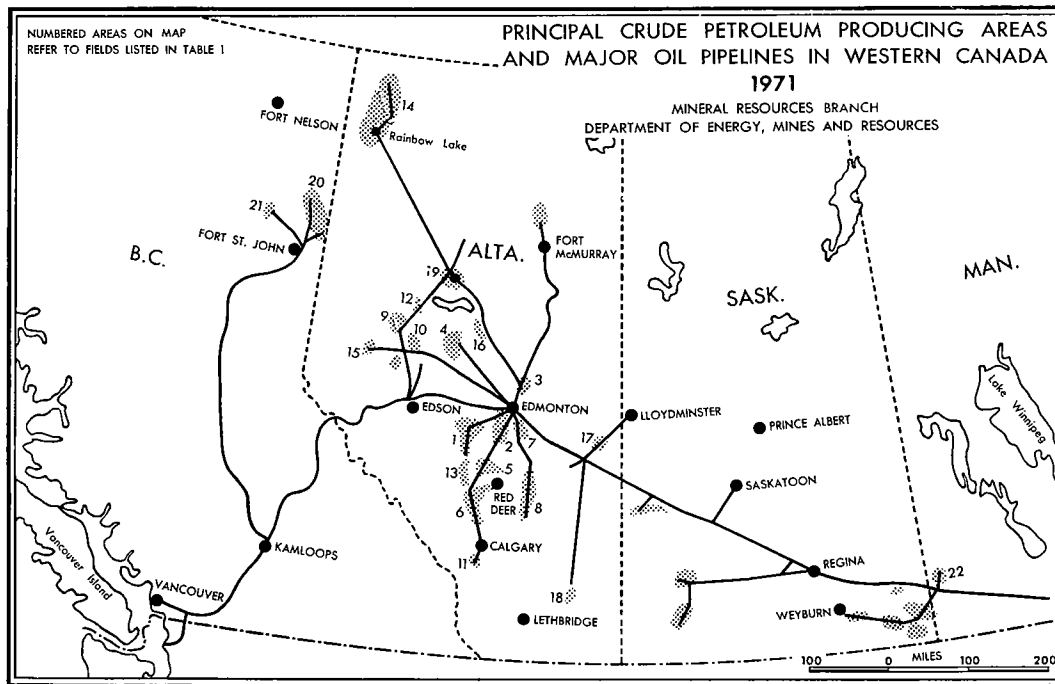 NUMBERED AREAS ON MAP
REFER TO FIELDS LISTED IN TABLE 1
PRINCIPAL CRUDE PETROLEUM PRODUCING AREAS
AND MAJOR OIL PIPELINES IN WESTERN CANADA
1971
MINERAL RESOURCES BRANCH
DEPARTMENT OF ENERGY, MINES AND RESOURCES
14
FORT NELSON
Rainbow Lake
20
21
FORT ST. JOHN
B.C.
ALTA.
FORT
McMURRAY
SASK.
MAN.
19
12
9
10
4
16
15
3
EDSON
EDMONTON
LLOYDMINSTER
PRINCE ALBERT
Lake Winnipeg
1
2
7
17
13
5
RED
DEER
6
8
SASKATOON
11
CALGARY
KAMLOOPS
Vancouver Island
VANCOUVER
18
LETHBRIDGE
REGINA
22
WEYBURN
100
0
MILES
100
200